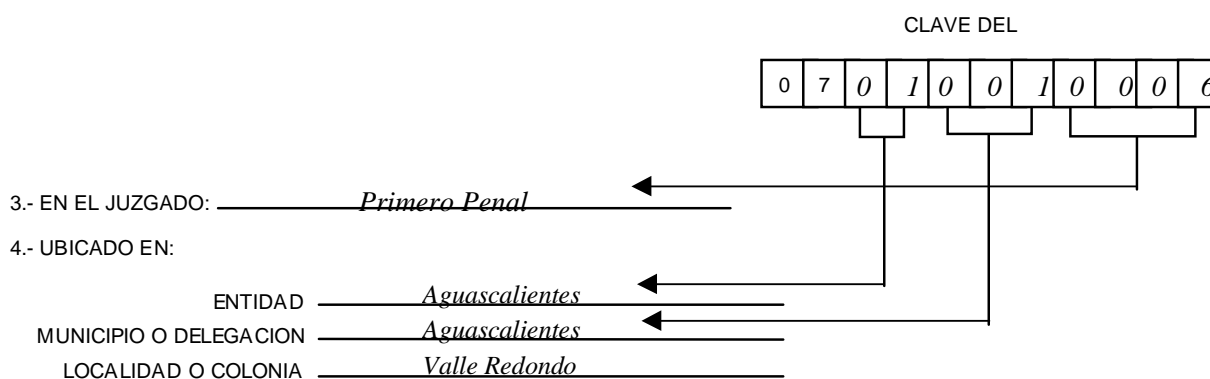 CLAVE DEL
0 7 0 1 0 0 1 0 0 0 6
3.- EN EL JUZGADO: Primero Penal
4.- UBICADO EN:
ENTIDAD Aguascalientes
MUNICIPIO O DELEGACION Aguascalientes
LOCALIDAD O COLONIA Valle Redondo